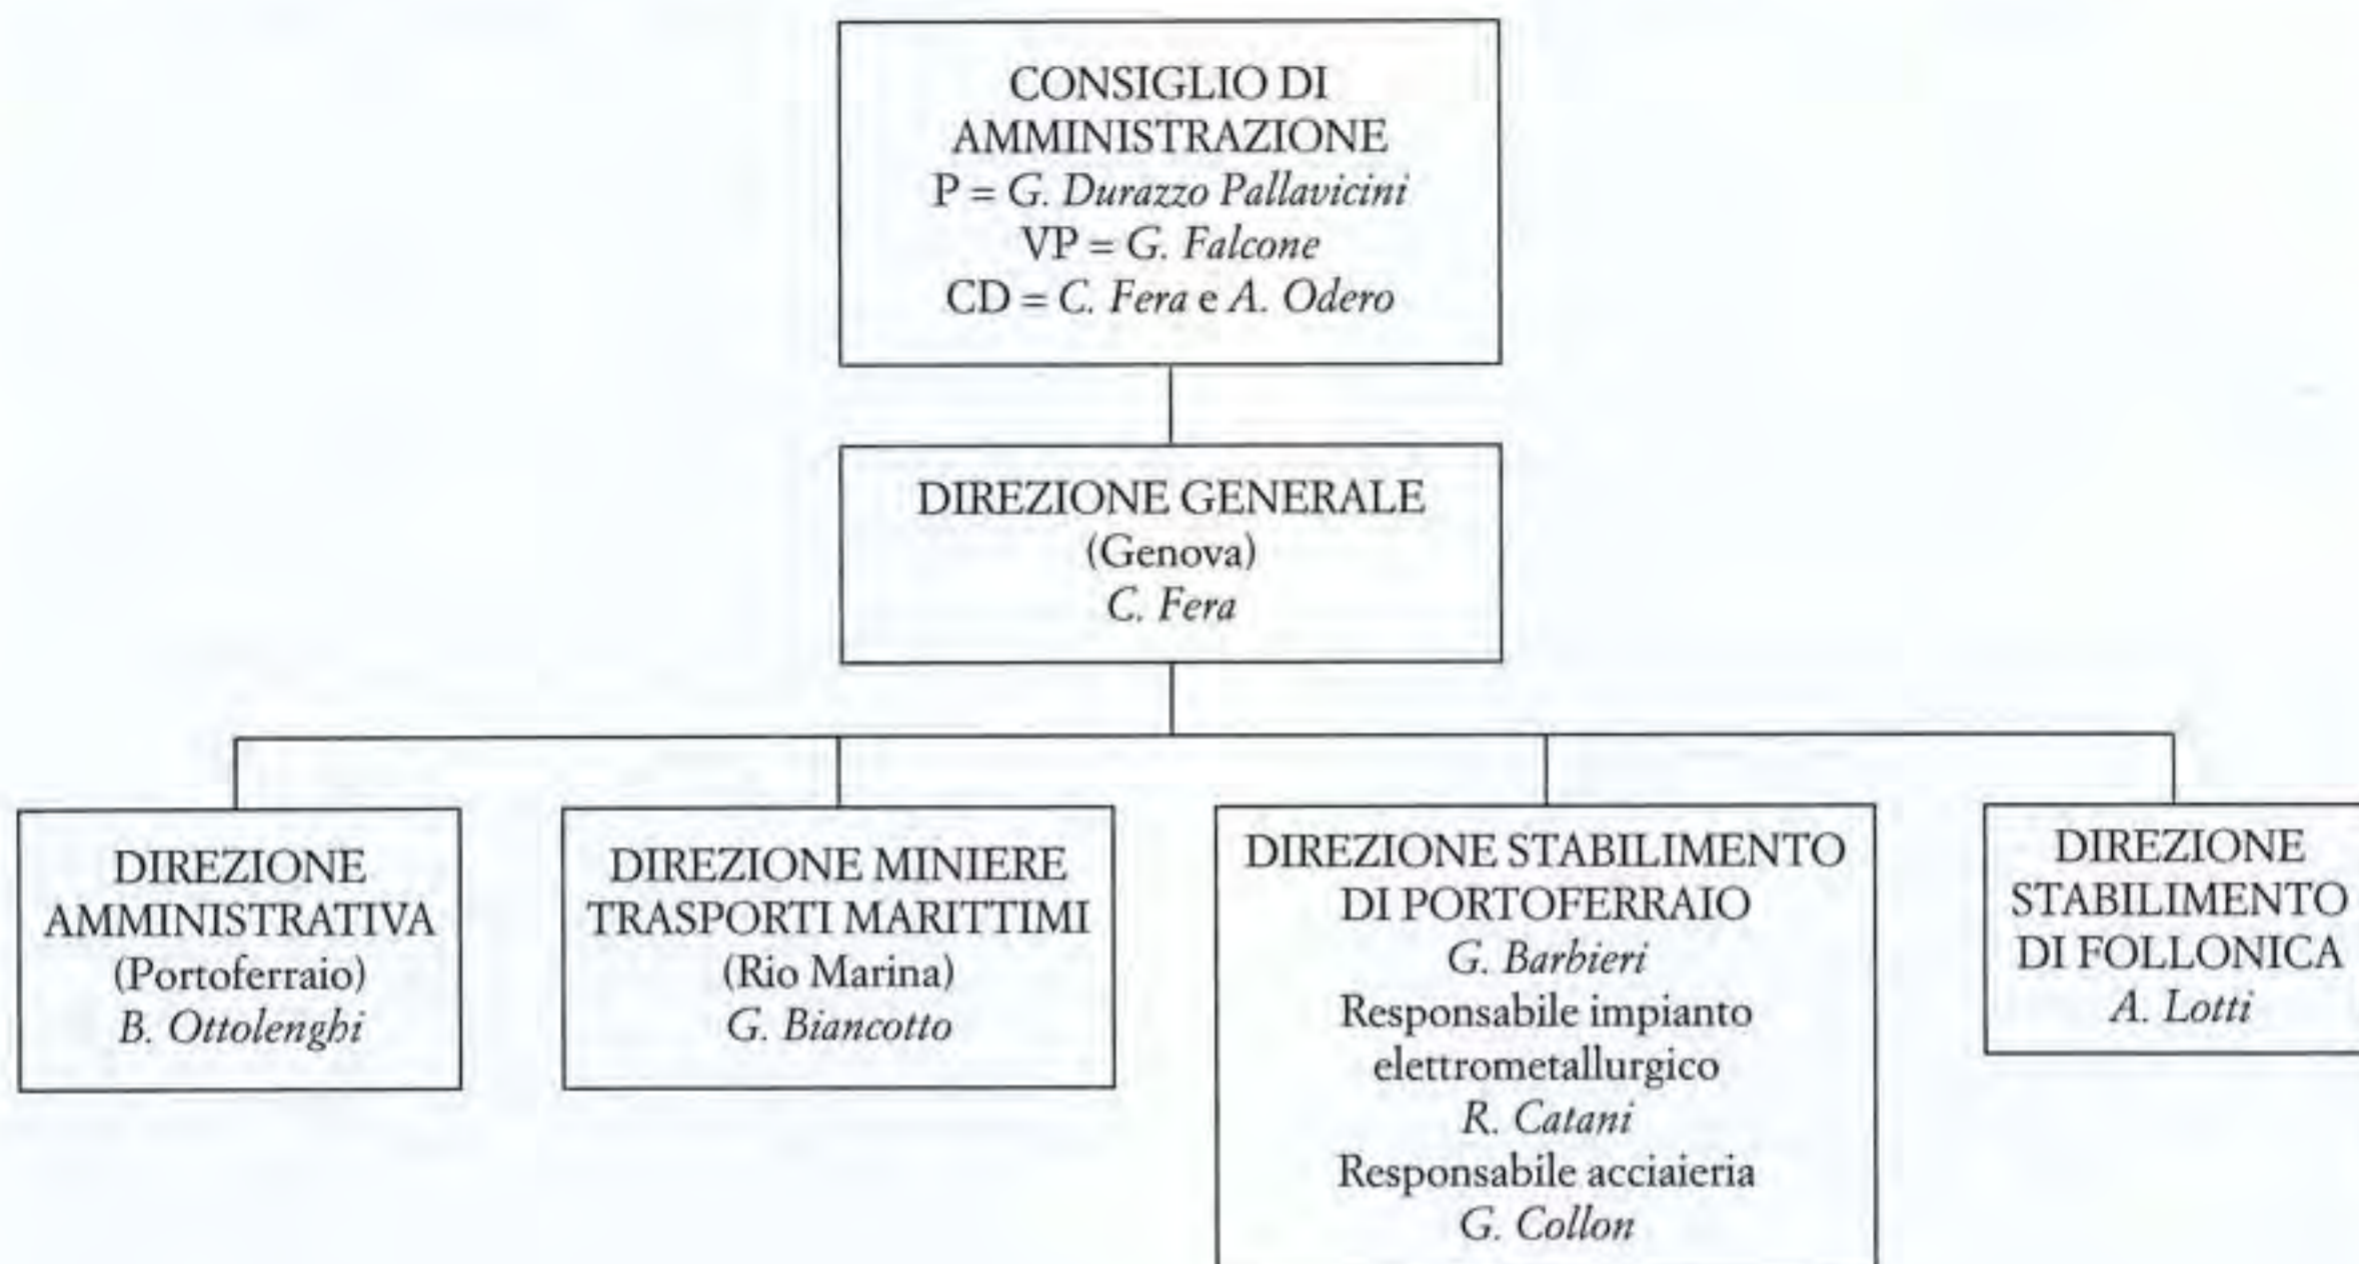 CONSIGLIO DI
AMMINISTRAZIONE
P = G. Durazzo Pallavicini
VP = G. Falcone
CD = C. Fera e A. Odero
DIREZIONE GENERALE
(Genova)
C. Fera
DIREZIONE
AMMINISTRATIVA
(Portoferraio)
B. Ottolenghi
DIREZIONE MINIERE
TRASPORTI MARITTIMI
(Rio Marina)
G. Biancotto
DIREZIONE STABILIMENTO
DI PORTOFERRAIO
G. Barbieri
Responsabile impianto
elettrometallurgico
R. Catani
Responsabile acciaieria
G. Collon
DIREZIONE
STABILIMENTO
DI FOLLONICA
A. Lotti